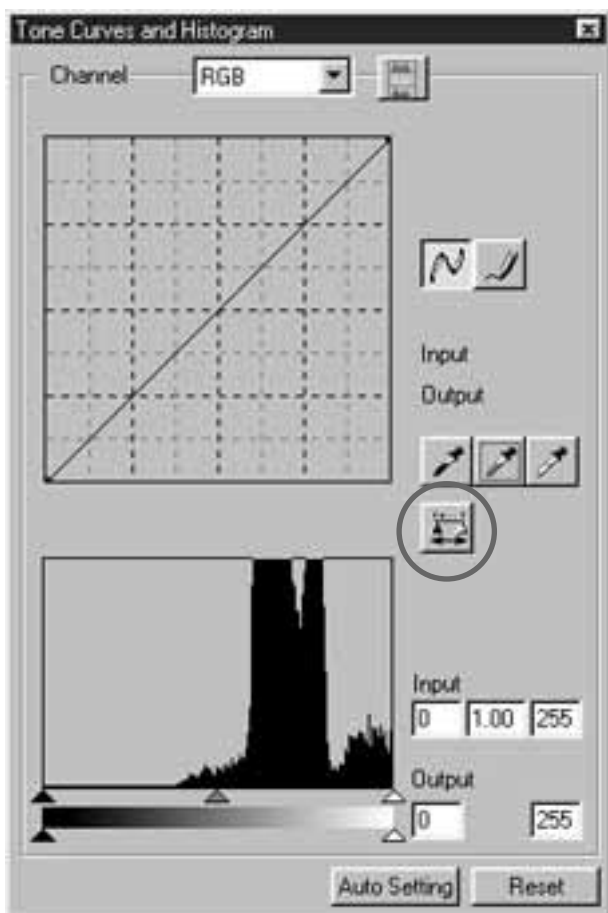 Tone Curves and Histogram
Channel RGB
Input
Output
Input
0 1.00 255
Output
0 255
Auto Setting Reset